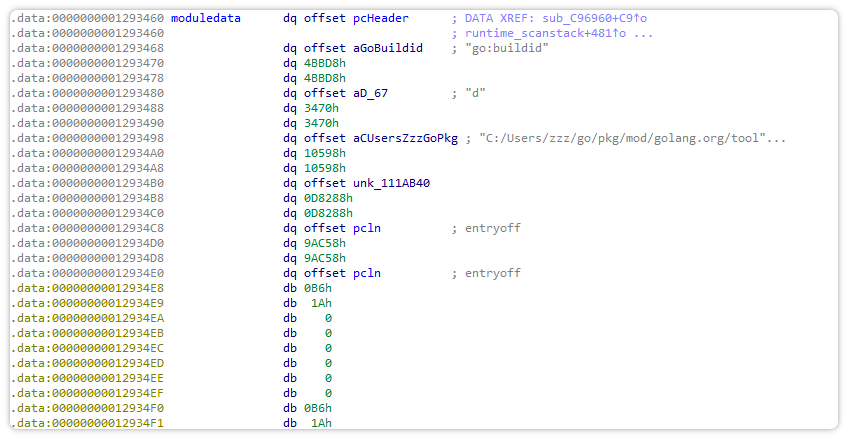 .data:0000000001293460 moduledata dq offset pcHeader ; DATA XREF: sub_C96960+C9↑o
.data:0000000001293460 ; runtime_scanstack+481↑o ...
.data:0000000001293468 dq offset aGoBuildid ; "go:buildid"
.data:0000000001293470 dq 4BBD8h
.data:0000000001293478 dq 4BBD8h
.data:0000000001293480 dq offset aD_67 ; "d"
.data:0000000001293488 dq 3470h
.data:0000000001293490 dq 3470h
.data:0000000001293498 dq offset aCUsersZzzGoPkg ; "C:/Users/zzz/go/pkg/mod/golang.org/tool"...
.data:00000000012934A0 dq 10598h
.data:00000000012934A8 dq 10598h
.data:00000000012934B0 dq offset unk_111AB40
.data:00000000012934B8 dq 0D8288h
.data:00000000012934C0 dq 0D8288h
.data:00000000012934C8 dq offset pcln ; entryoff
.data:00000000012934D0 dq 9AC58h
.data:00000000012934D8 dq 9AC58h
.data:00000000012934E0 dq offset pcln ; entryoff
.data:00000000012934E8 db 0B6h
.data:00000000012934E9 db 1Ah
.data:00000000012934EA db 0
.data:00000000012934EB db 0
.data:00000000012934EC db 0
.data:00000000012934ED db 0
.data:00000000012934EE db 0
.data:00000000012934EF db 0
.data:00000000012934F0 db 0B6h
.data:00000000012934F1 db 1Ah